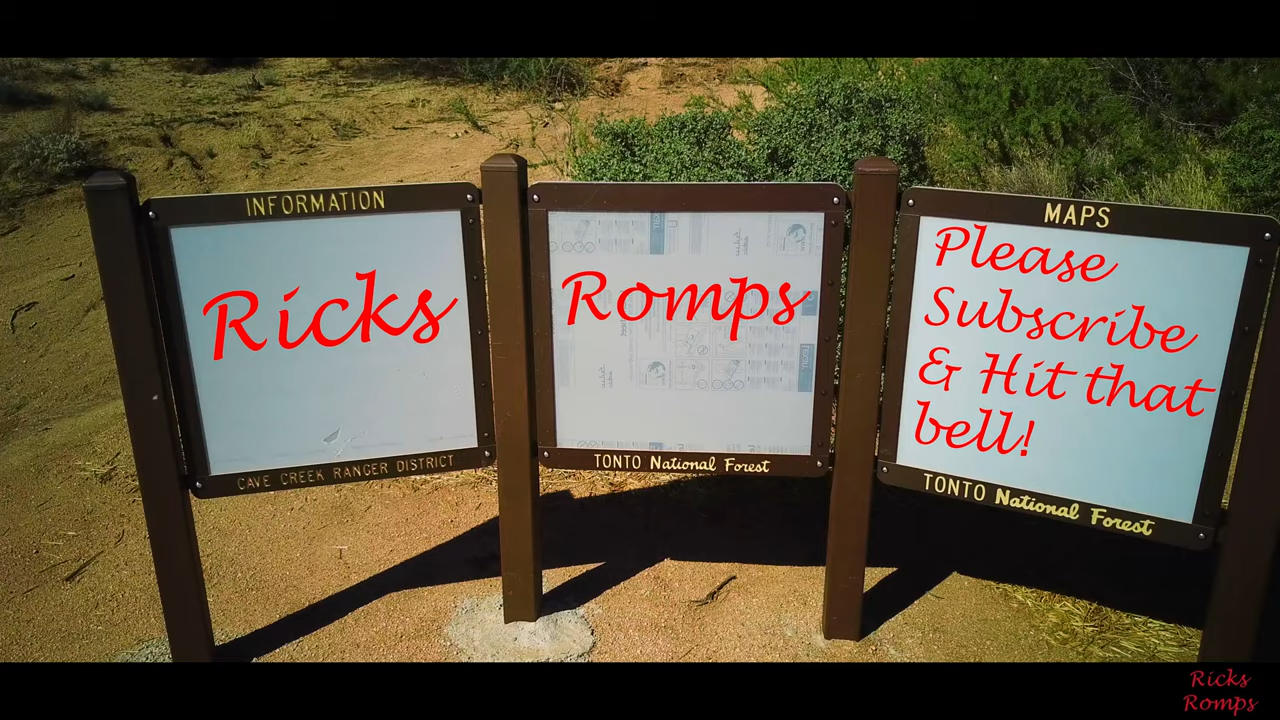 INFORMATION
Ricks
CAVE CREEK RANGER DISTRICT
Romps
TONTO National Forest
MAPS
Please
Subscribe
& Hit that
bell!
TONTO National Forest
Ricks
Romps